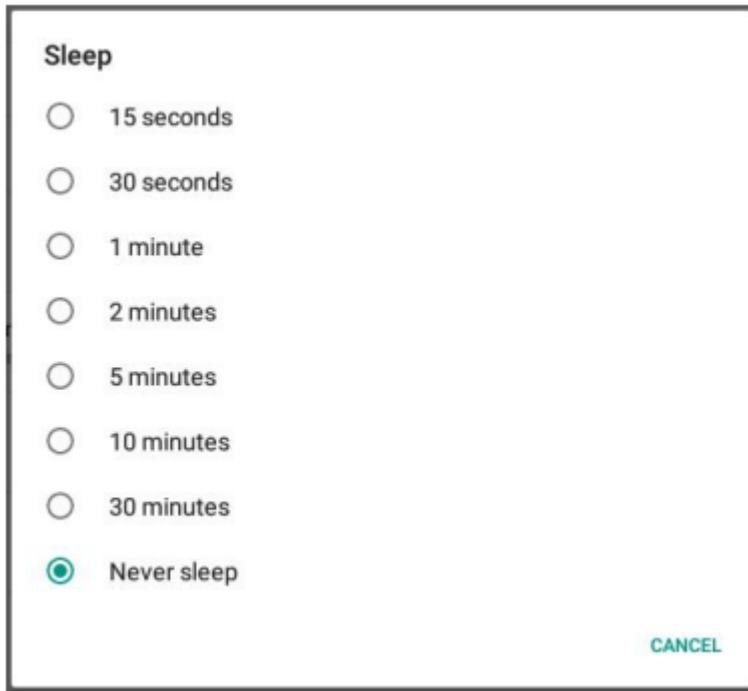 Sleep
15 seconds
30 seconds
1 minute
2 minutes
5 minutes
10 minutes
30 minutes
Never sleep
CANCEL